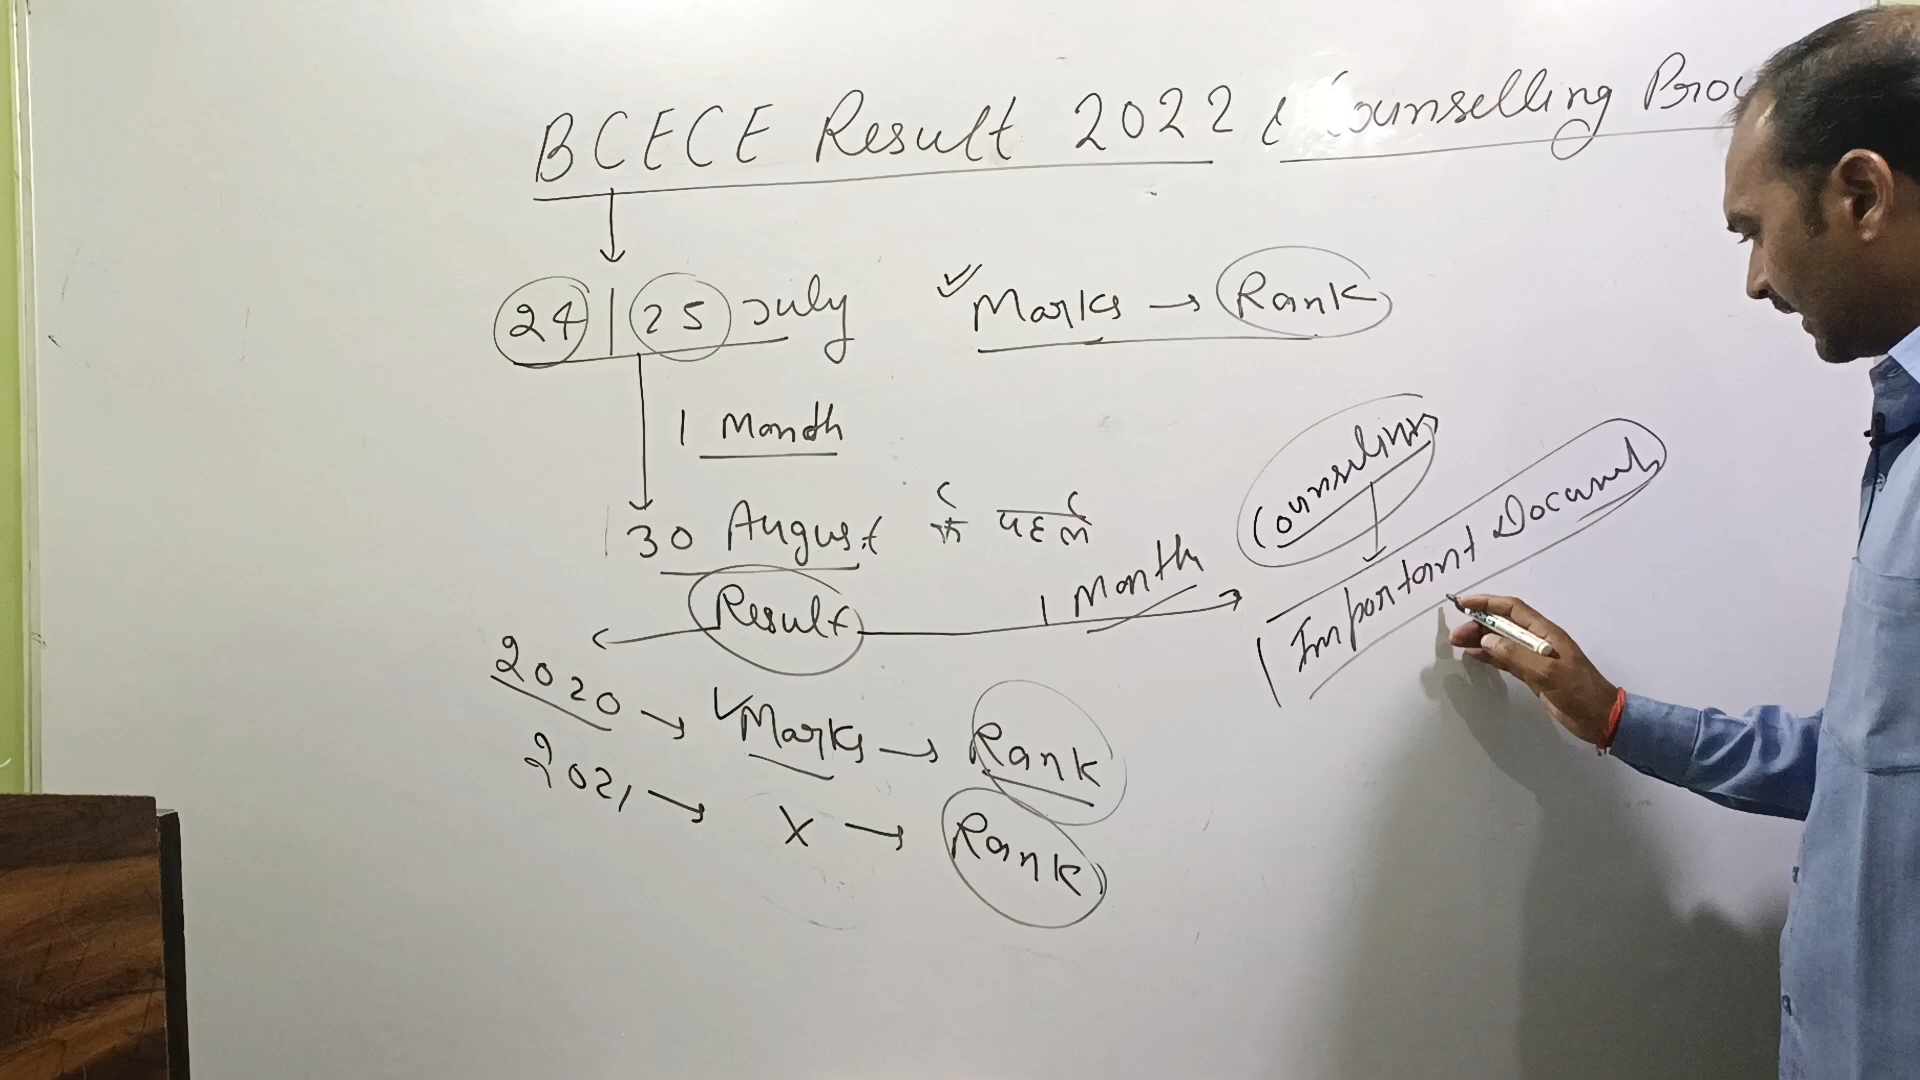 BCECE Result 2022 & Counselling
24 | 25 July
✓ Marks → Rank
1 Month
30 August के पहले
Result
1 Month
Counselling
Important Document
2020 → ✓ Marks → Rank
2021 → X → Rank